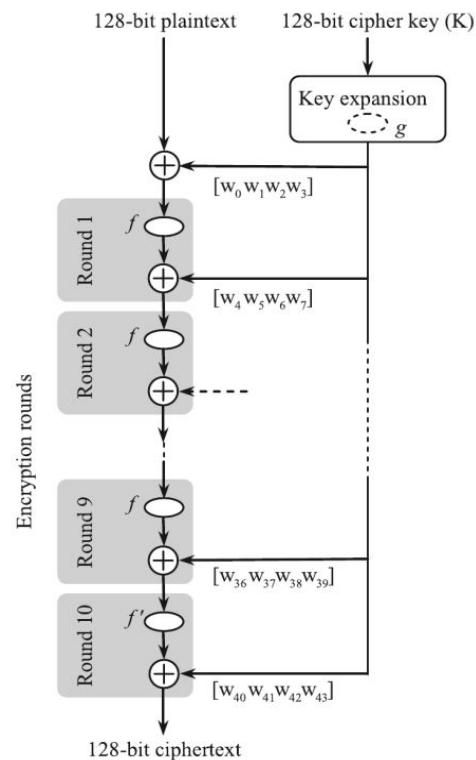 128-bit plaintext
128-bit cipher key (K)
Key expansion
g
[w₀ w₁ w₂ w₃]
Round 1
f
[w₄ w₅ w₆ w₇]
Round 2
f
Encryption rounds
Round 9
f
[w₃₆ w₃₇ w₃₈ w₃₉]
Round 10
f'
[w₄₀ w₄₁ w₄₂ w₄₃]
128-bit ciphertext